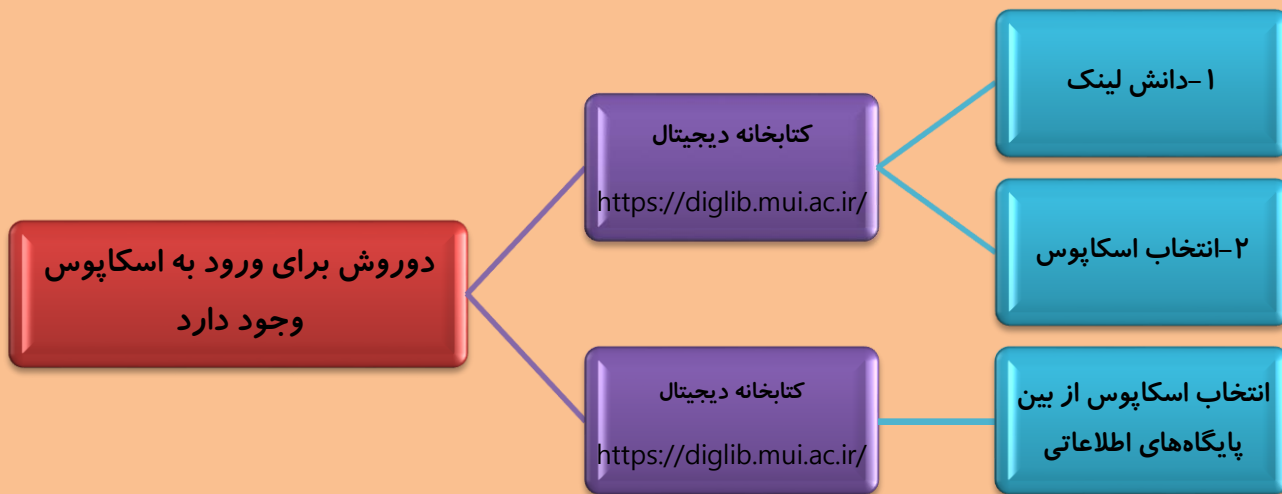 دوروش برای ورود به اسکاپوس
وجود دارد
کتابخانه دیجیتال
https://diglib.mui.ac.ir/
۱-دانش لینک
۲-انتخاب اسکاپوس
کتابخانه دیجیتال
https://diglib.mui.ac.ir/
انتخاب اسکاپوس از بین
پایگاه‌های اطلاعاتی